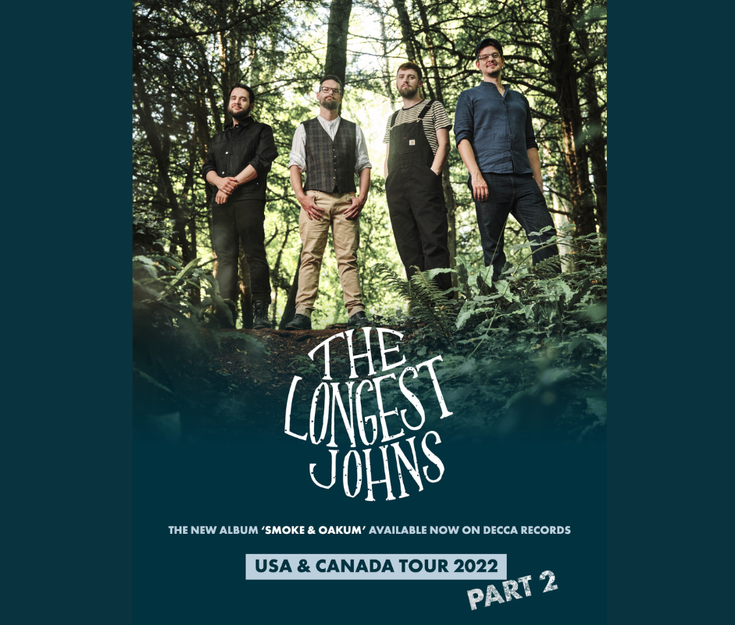 THE
LONGEST
JOHNS
THE NEW ALBUM ‘SMOKE & OAKUM’ AVAILABLE NOW ON DECCA RECORDS
USA & CANADA TOUR 2022
PART 2